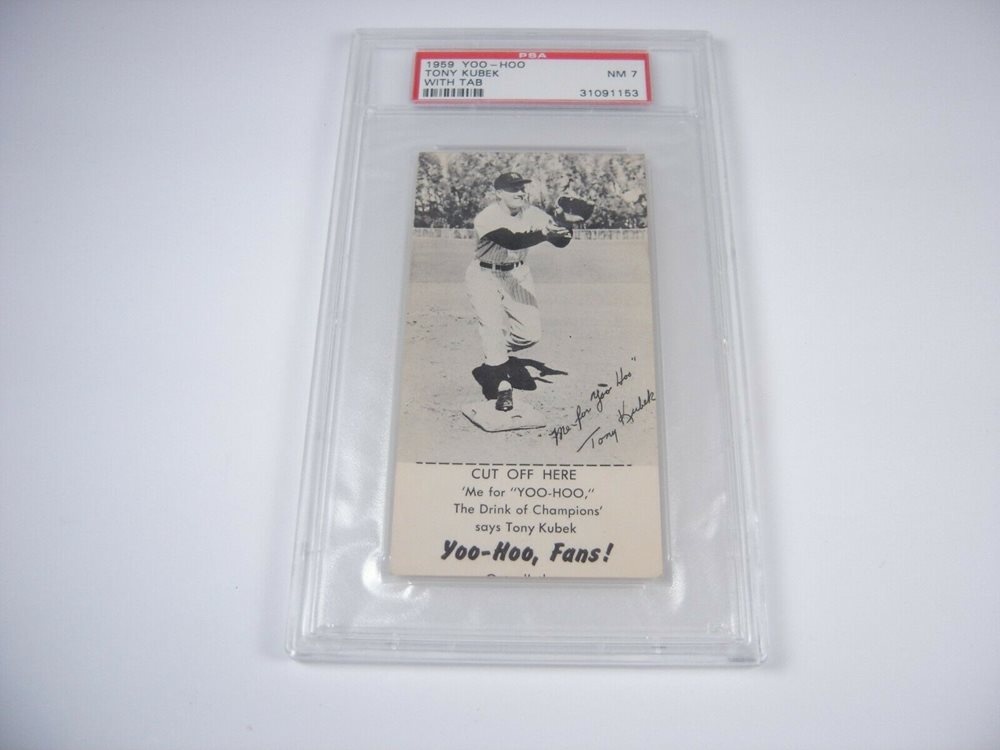 PSA
1959 YOO-HOO
TONY KUBEK NM 7
WITH TAB
31091153
"Me for Yoo Hoo"
Tony Kubek
CUT OFF HERE
'Me for "YOO-HOO,"
The Drink of Champions'
says Tony Kubek
Yoo-Hoo, Fans!